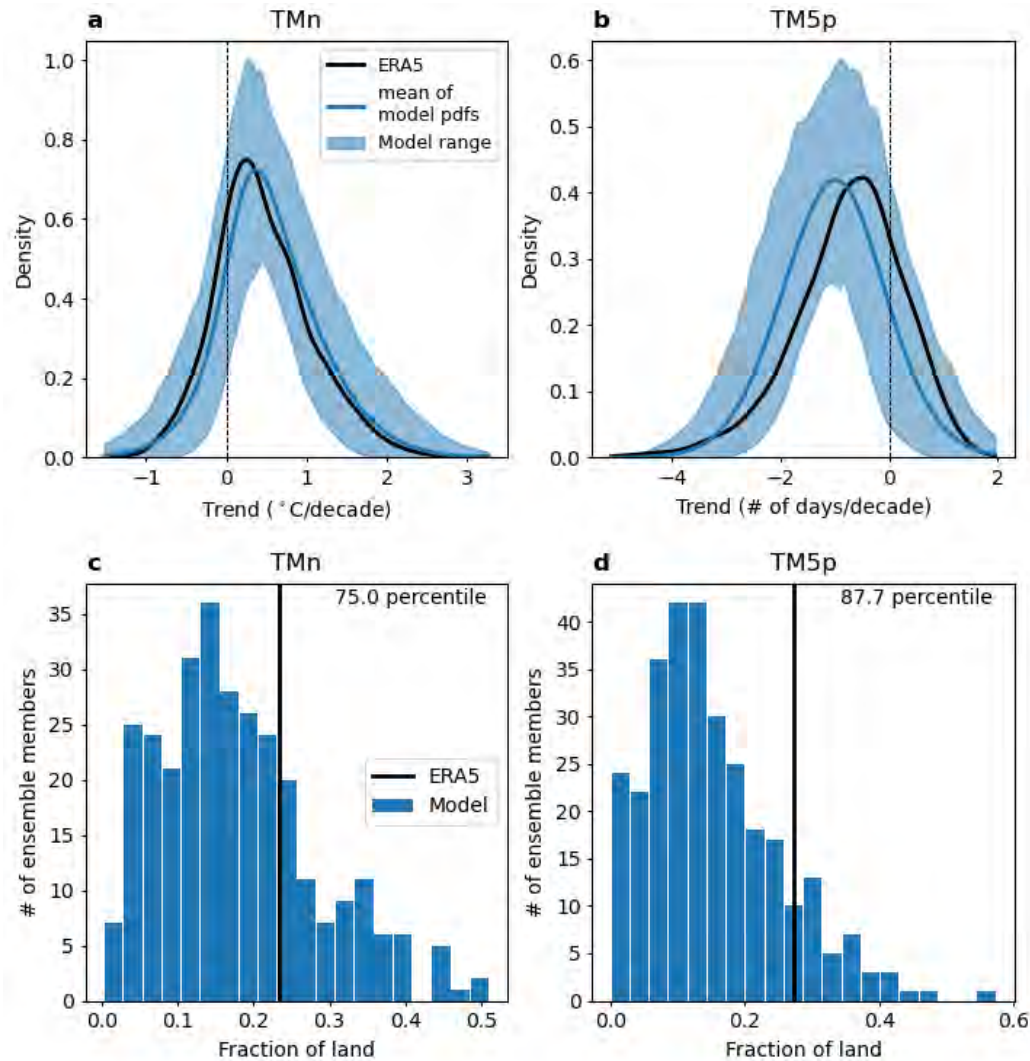 a
TMn
1.0
0.8
0.6
0.4
0.2
0.0
Density
ERA5
mean of
model pdfs
Model range
−1
0
1
2
3
Trend (°C/decade)
b
TM5p
0.6
0.5
0.4
0.3
0.2
0.1
0.0
Density
−4
−2
0
2
Trend (# of days/decade)
c
TMn
75.0 percentile
35
30
25
20
15
10
5
0
# of ensemble members
ERA5
Model
0.0
0.1
0.2
0.3
0.4
0.5
Fraction of land
d
TM5p
87.7 percentile
40
35
30
25
20
15
10
5
0
# of ensemble members
0.0
0.2
0.4
0.6
Fraction of land